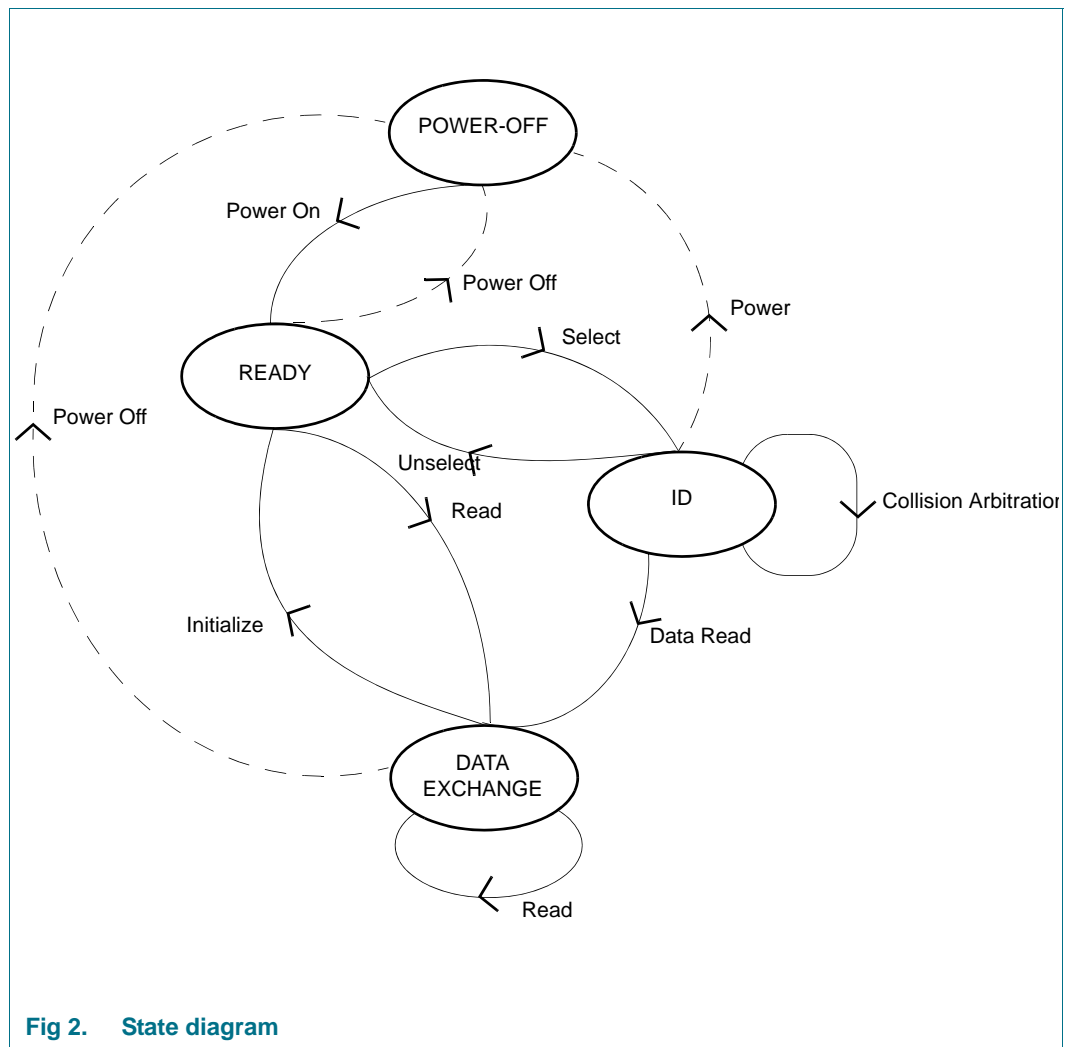 POWER-OFF
Power On
Power Off
Power
Select
READY
Power Off
Unselect
ID
Collision Arbitration
Read
Initialize
Data Read
DATA
EXCHANGE
Read
Fig 2. State diagram